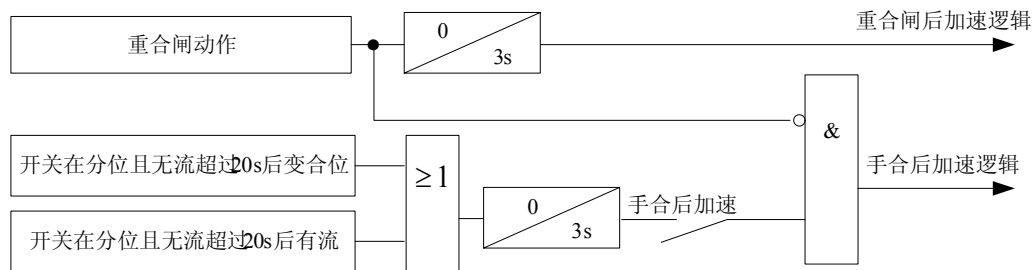 重合闸动作
0
3s
重合闸后加速逻辑
&
开关在分位且无流超过20s后变合位
≥1
手合后加速逻辑
0
3s
手合后加速
开关在分位且无流超过20s后有流